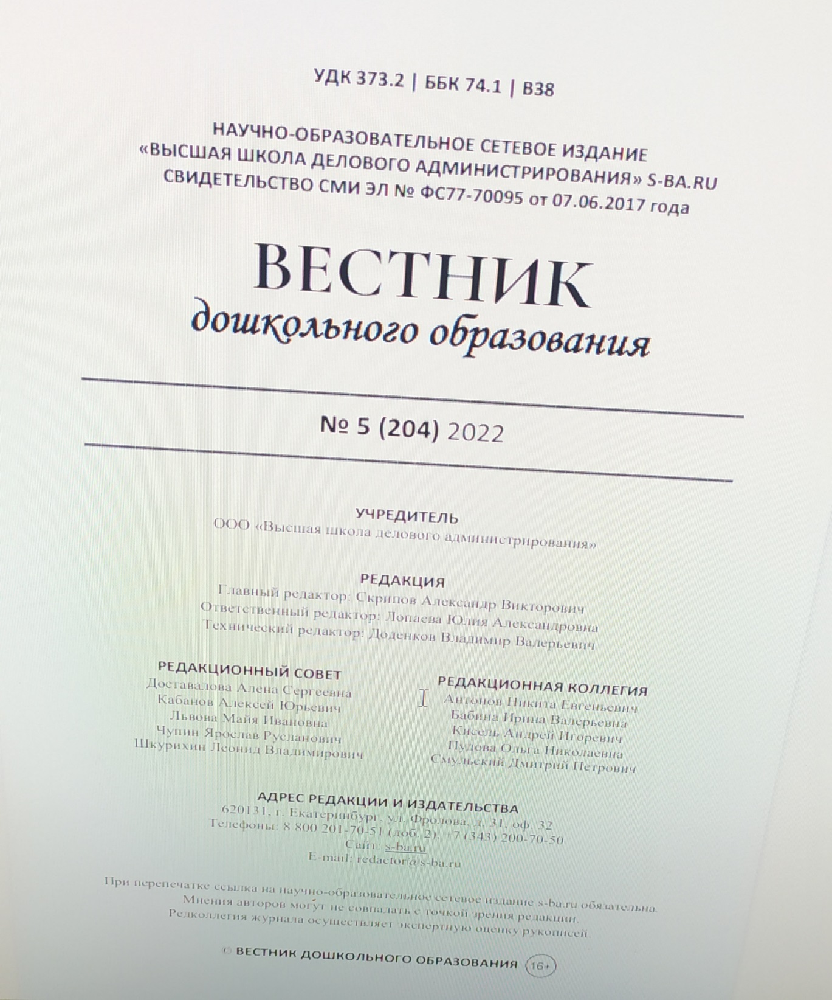 УДК 373.2 | ББК 74.1 | В38
НАУЧНО-ОБРАЗОВАТЕЛЬНОЕ СЕТЕВОЕ ИЗДАНИЕ
«ВЫСШАЯ ШКОЛА ДЕЛОВОГО АДМИНИСТРИРОВАНИЯ» S-BA.RU
СВИДЕТЕЛЬСТВО СМИ ЭЛ № ФС77-70095 от 07.06.2017 года
ВЕСТНИК
дошкольного образования
№ 5 (204) 2022
УЧРЕДИТЕЛЬ
ООО «Высшая школа делового администрирования»
РЕДАКЦИЯ
Главный редактор: Скрипов Александр Викторович
Ответственный редактор: Лопаева Юлия Александровна
Технический редактор: Доденков Владимир Валерьевич
РЕДАКЦИОННЫЙ СОВЕТ
Доставалова Алена Сергеевна
Кабанов Алексей Юрьевич
Львова Майя Ивановна
Чупин Ярослав Русланович
Шкурихин Леонид Владимирович
РЕДАКЦИОННАЯ КОЛЛЕГИЯ
Антонов Никита Евгеньевич
Бабина Ирина Валерьевна
Кисель Андрей Игоревич
Пудова Ольга Николаевна
Смульский Дмитрий Петрович
АДРЕС РЕДАКЦИИ И ИЗДАТЕЛЬСТВА
620131, г. Екатеринбург, ул. Фролова, д. 31, оф. 32
Телефоны: 8 800 201-70-51 (доб. 2), +7 (343) 200-70-50
Сайт: s-ba.ru
E-mail: redactor@s-ba.ru
При перепечатке ссылка на научно-образовательное сетевое издание s-ba.ru обязательна.
Мнения авторов могут не совпадать с точкой зрения редакции.
Редколлегия журнала осуществляет экспертную оценку рукописей.
© ВЕСТНИК ДОШКОЛЬНОГО ОБРАЗОВАНИЯ 16+